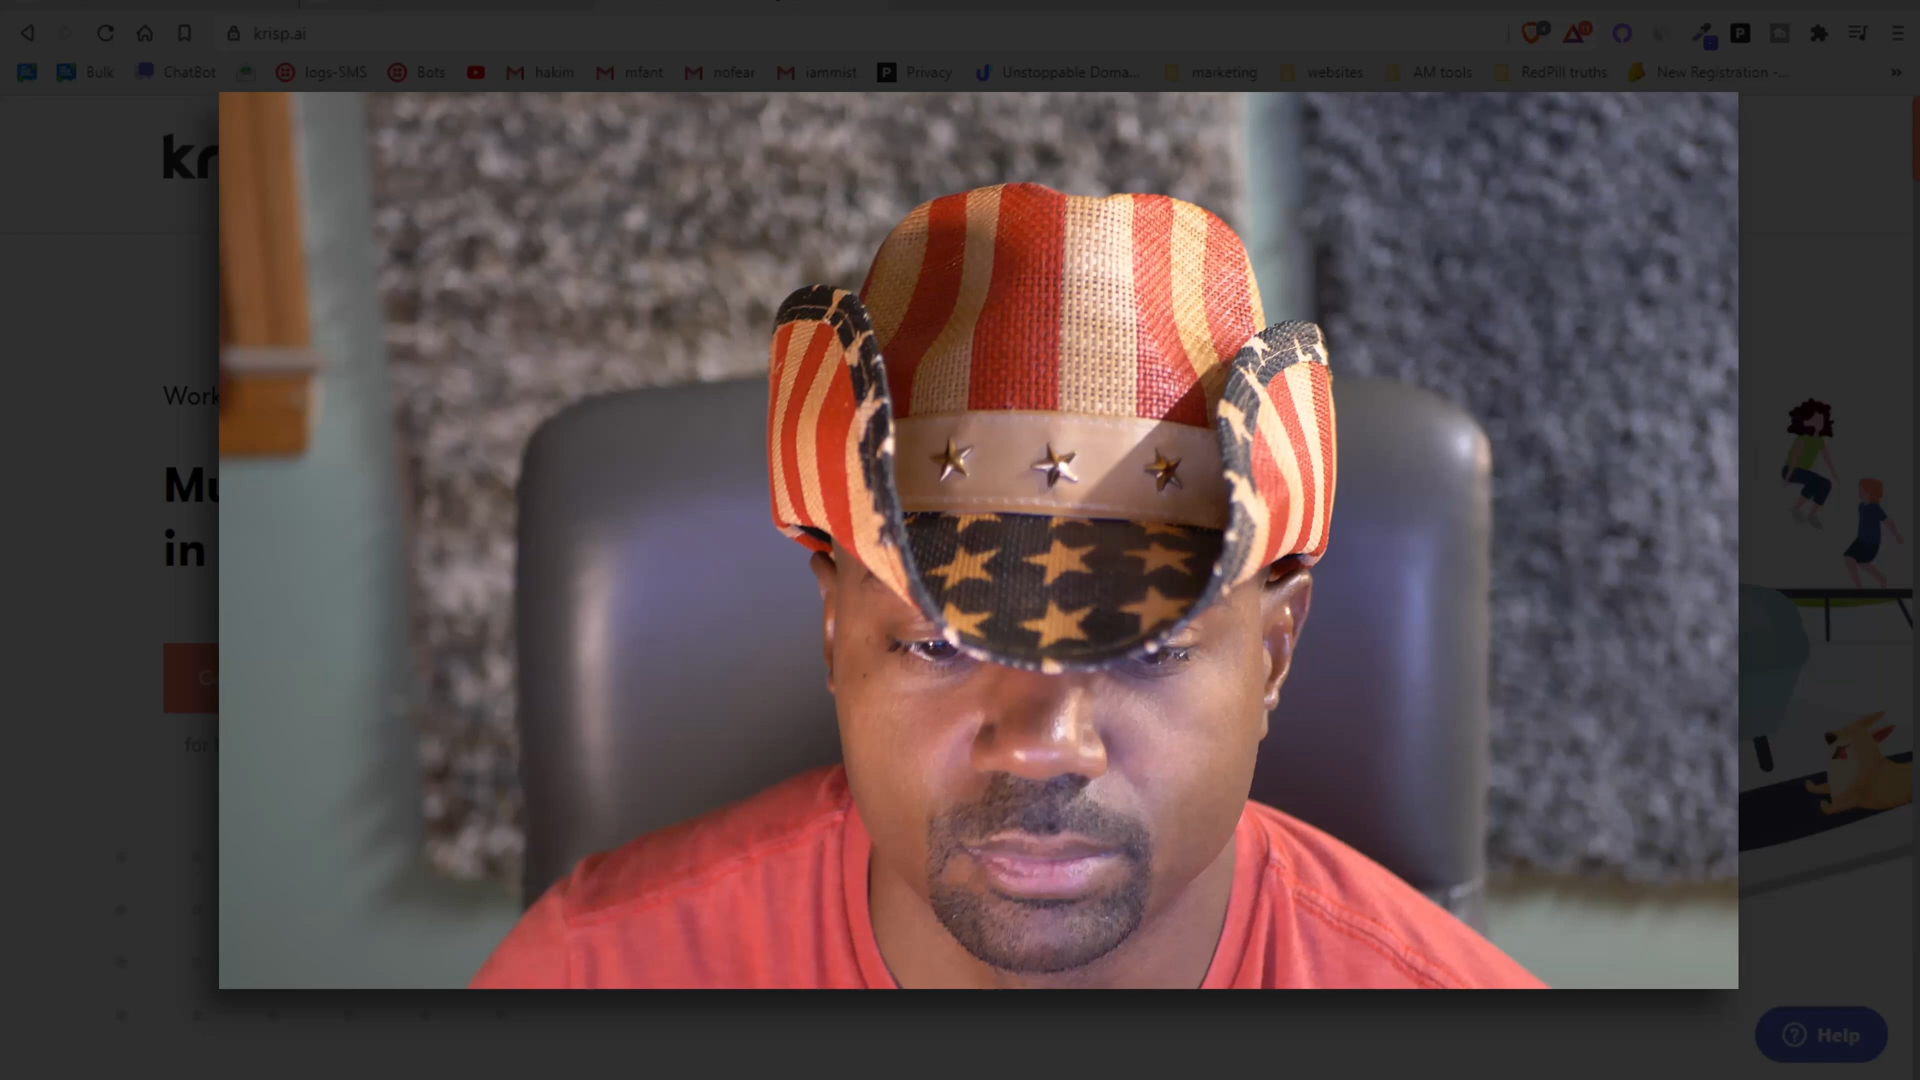 krisp.ai
Bulk ChatBot logs-SMS Bots hakim mfant nofear iammist Privacy Unstoppable Doma... marketing websites AM tools RedPill truths New Registration -... »
kr
Work
Mu
in
for
Help